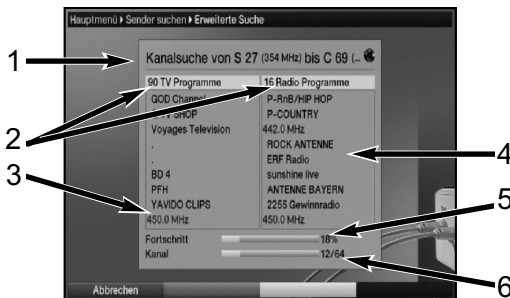 Hauptmenü Sender suchen Erweiterte Suche
Kanalsuche von S 27 (354 MHz) bis C 69 (...
90 TV Programme
GOD Channel
SHOP
Voyages Television
.
.
BD 4
PFH
YAVIDO CLIPS
450.0 MHz
16 Radio Programme
P-RnB/HIP HOP
P-COUNTRY
442.0 MHz
ROCK ANTENNE
ERF Radio
sunshine live
ANTENNE BAYERN
2255 Gewinnradio
450.0 MHz
Fortschritt 18%
Kanal 12/64
Abbrechen
1
2
3
4
5
6